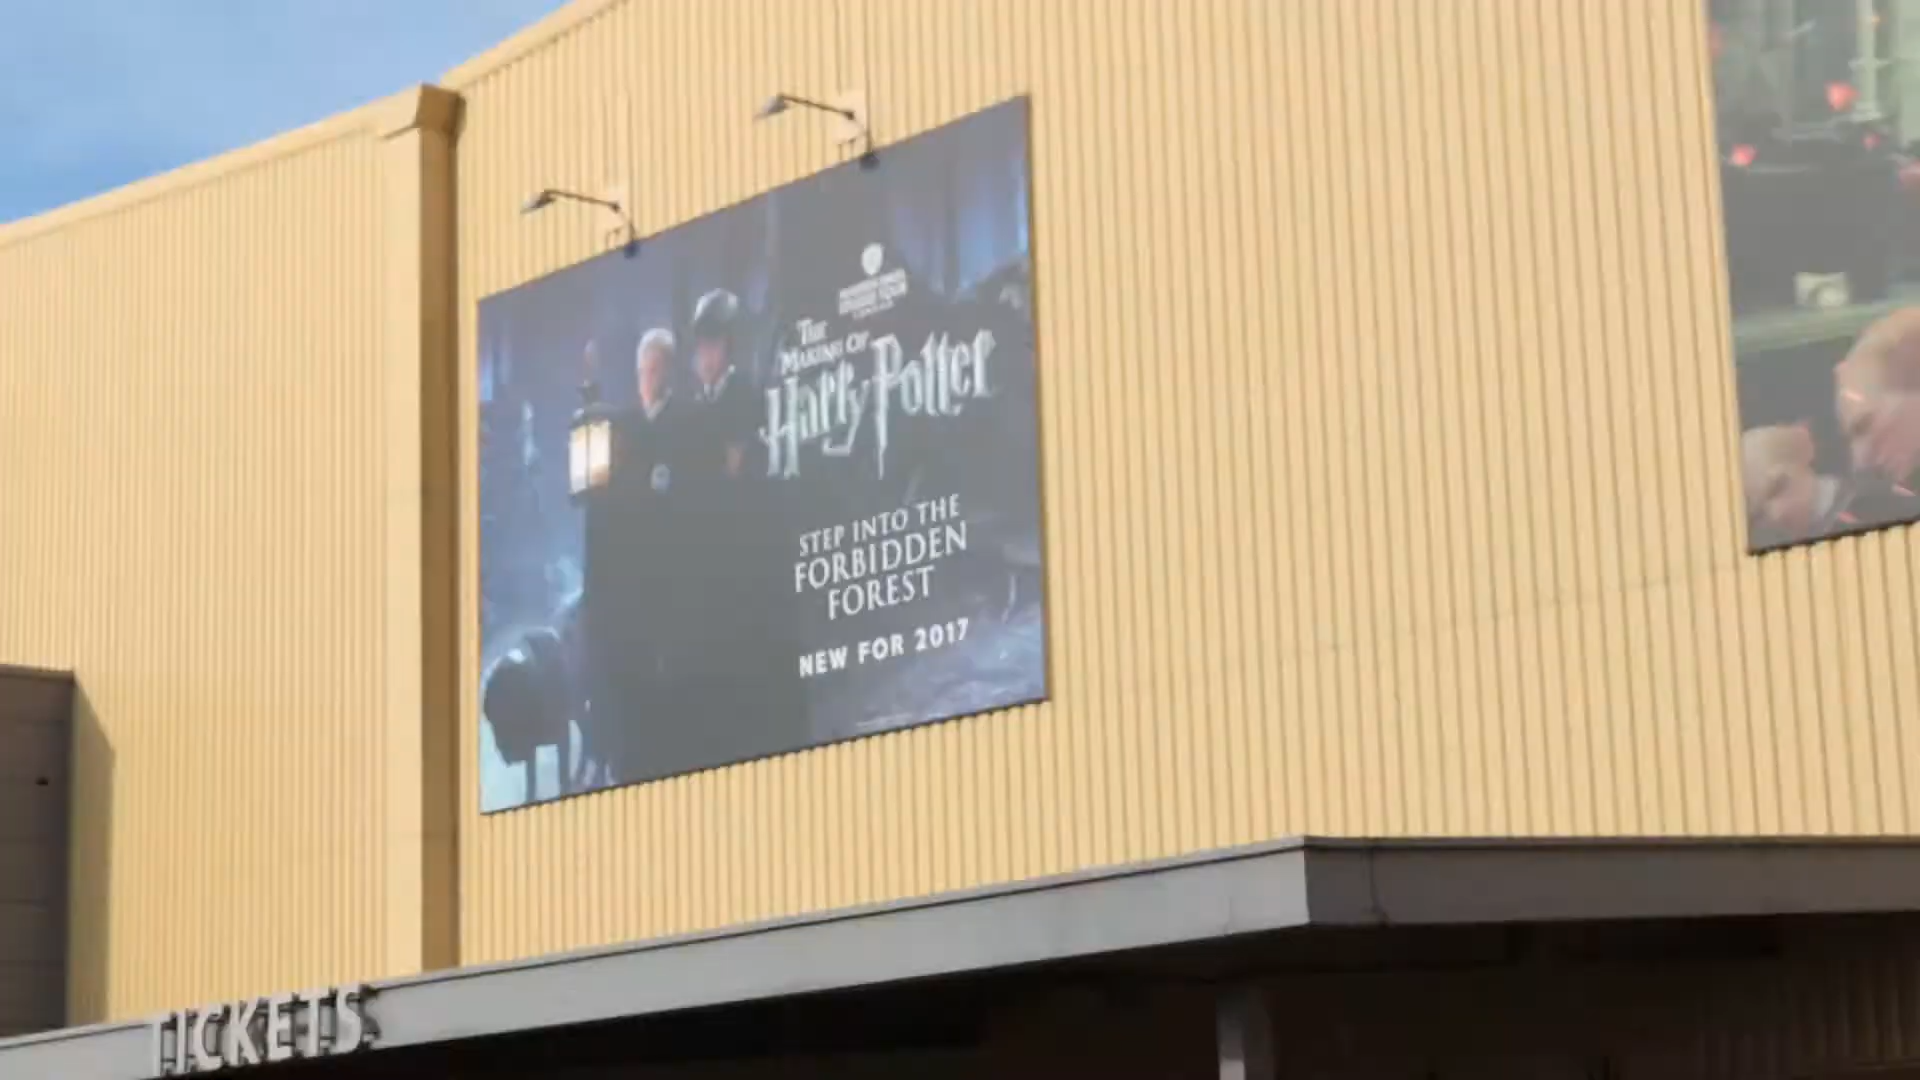 THE
MAKING OF
Harry Potter
STEP INTO THE
FORBIDDEN
FOREST
NEW FOR 2017
TICKETS